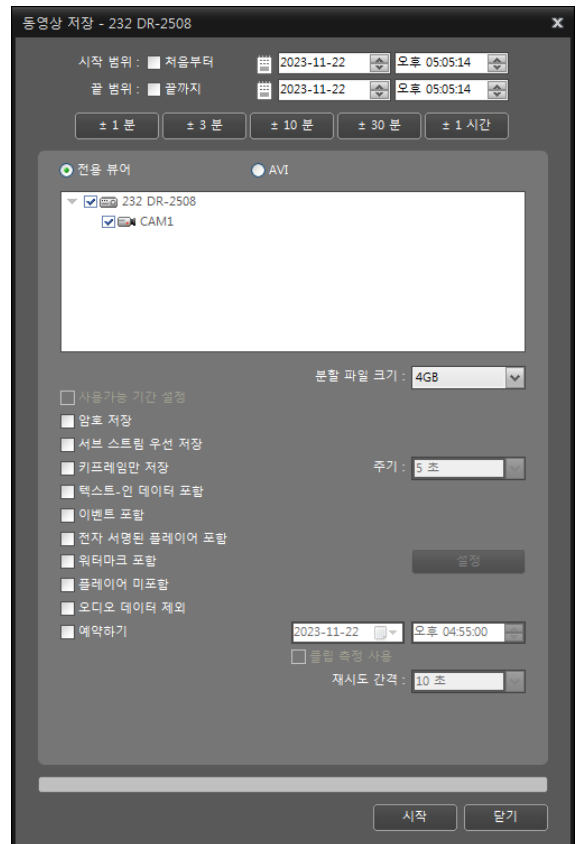 동영상 저장 - 232 DR-2508 x
시작 범위 : 처음부터 2023-11-22 오후 05:05:14
끝 범위 : 끝까지 2023-11-22 오후 05:05:14
± 1 분 ± 3 분 ± 10 분 ± 30 분 ± 1 시간
전용 뷰어 AVI
232 DR-2508
CAM1
분할 파일 크기 : 4GB
사용가능 기간 설정
암호 저장
서브 스트림 우선 저장
키프레임만 저장 주기 : 5 초
텍스트-인 데이터 포함
이벤트 포함
전자 서명된 플레이어 포함
워터마크 포함 설정
플레이어 미포함
오디오 데이터 제외
예약하기 2023-11-22 오후 04:55:00
클립 측정 사용
재시도 간격 : 10 초
시작 닫기